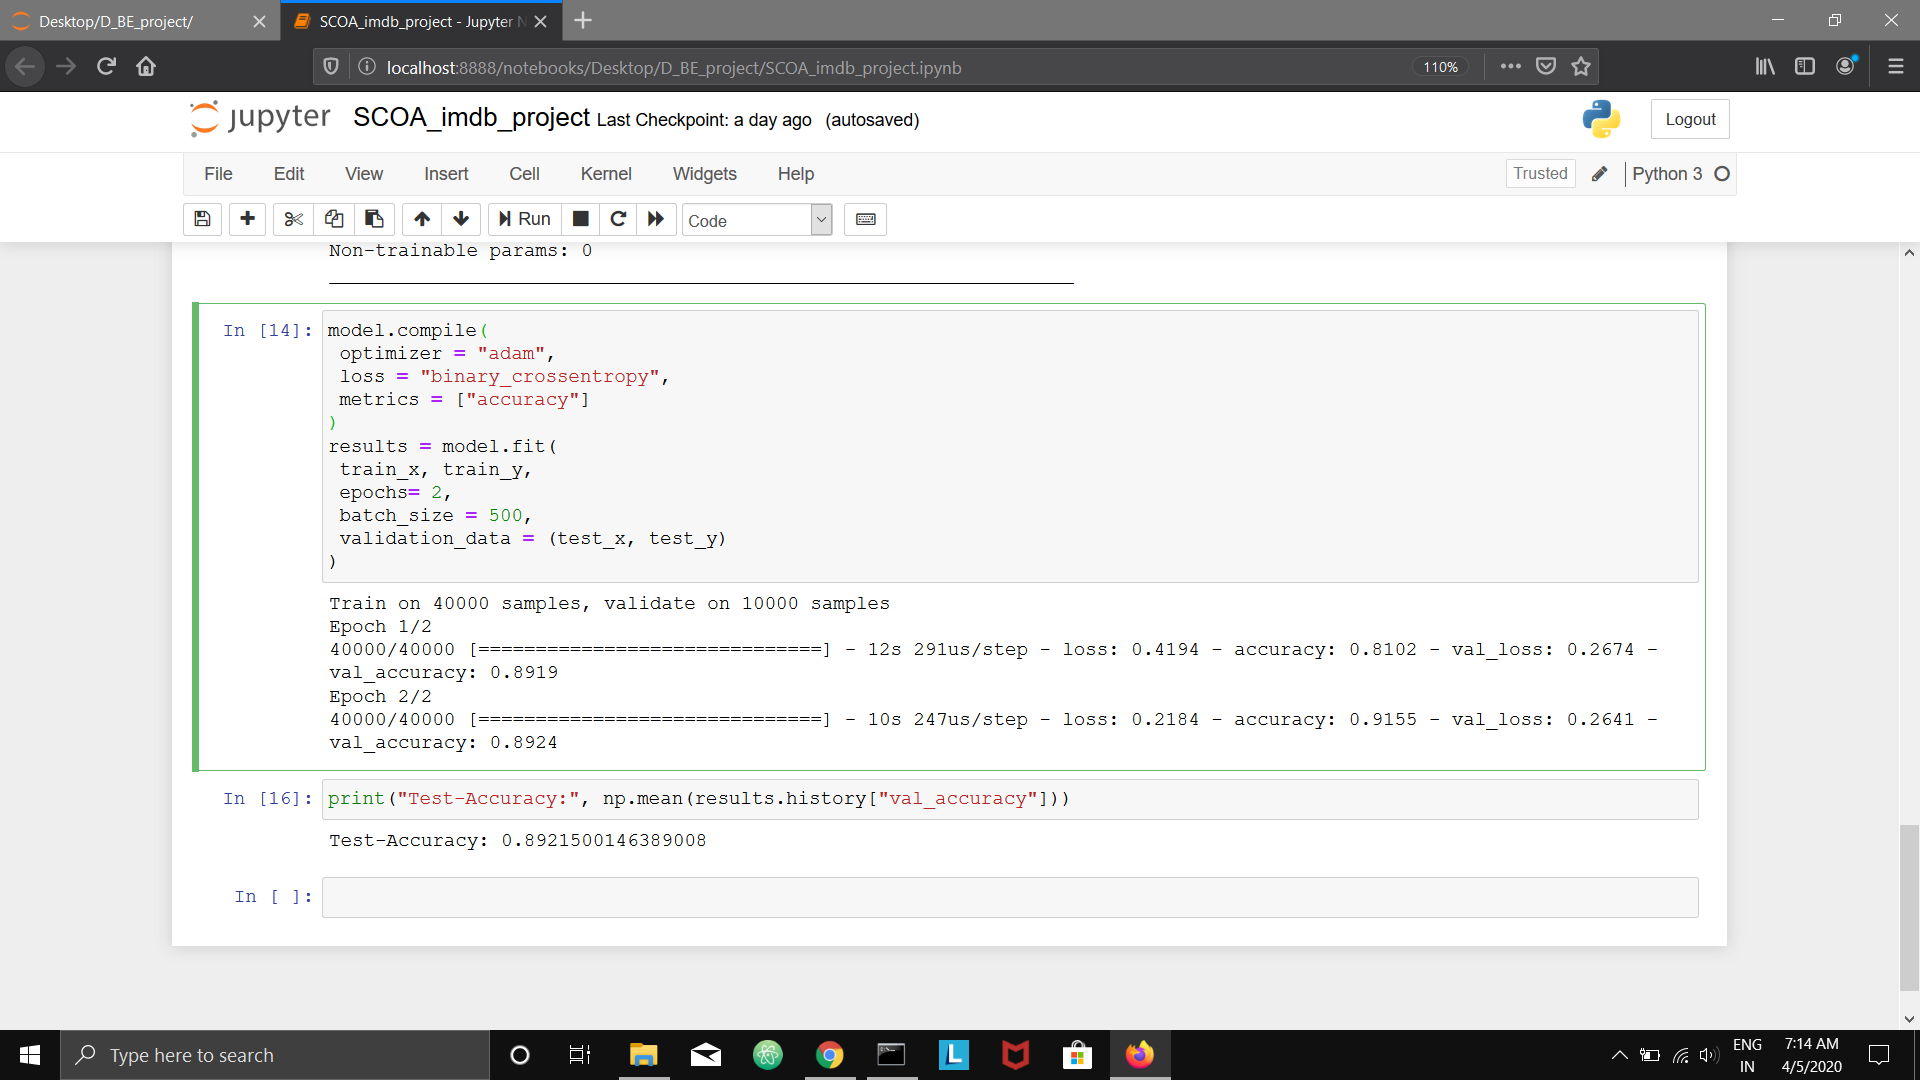 Desktop/D_BE_project/
SCOA_imdb_project - Jupyter N
localhost:8888/notebooks/Desktop/D_BE_project/SCOA_imdb_project.ipynb
110%
jupyter SCOA_imdb_project Last Checkpoint: a day ago (autosaved)
Logout
File Edit View Insert Cell Kernel Widgets Help
Trusted Python 3
Run Code
Non-trainable params: 0
In [14]: model.compile(
optimizer = "adam",
loss = "binary_crossentropy",
metrics = ["accuracy"]
)
results = model.fit(
train_x, train_y,
epochs= 2,
batch_size = 500,
validation_data = (test_x, test_y)
)
Train on 40000 samples, validate on 10000 samples
Epoch 1/2
40000/40000 [==============================] - 12s 291us/step - loss: 0.4194 - accuracy: 0.8102 - val_loss: 0.2674 -
val_accuracy: 0.8919
Epoch 2/2
40000/40000 [==============================] - 10s 247us/step - loss: 0.2184 - accuracy: 0.9155 - val_loss: 0.2641 -
val_accuracy: 0.8924
In [16]: print("Test-Accuracy:", np.mean(results.history["val_accuracy"]))
Test-Accuracy: 0.8921500146389008
In [ ]:
Type here to search
L
ENG
IN
7:14 AM
4/5/2020